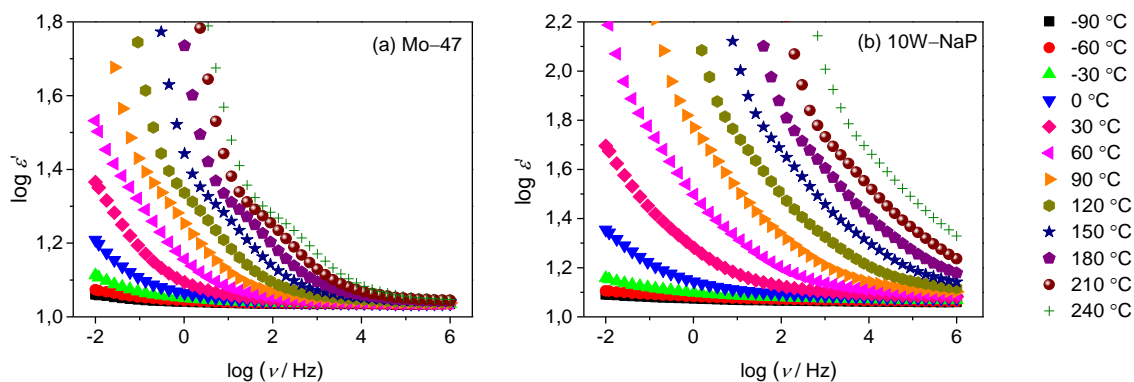 (a) Mo–47
log ε'
1,8
1,6
1,4
1,2
1,0
-2
0
2
4
6
log (ν / Hz)
(b) 10W–NaP
log ε'
2,2
2,0
1,8
1,6
1,4
1,2
1,0
-2
0
2
4
6
log (ν / Hz)
-90 °C
-60 °C
-30 °C
0 °C
30 °C
60 °C
90 °C
120 °C
150 °C
180 °C
210 °C
240 °C